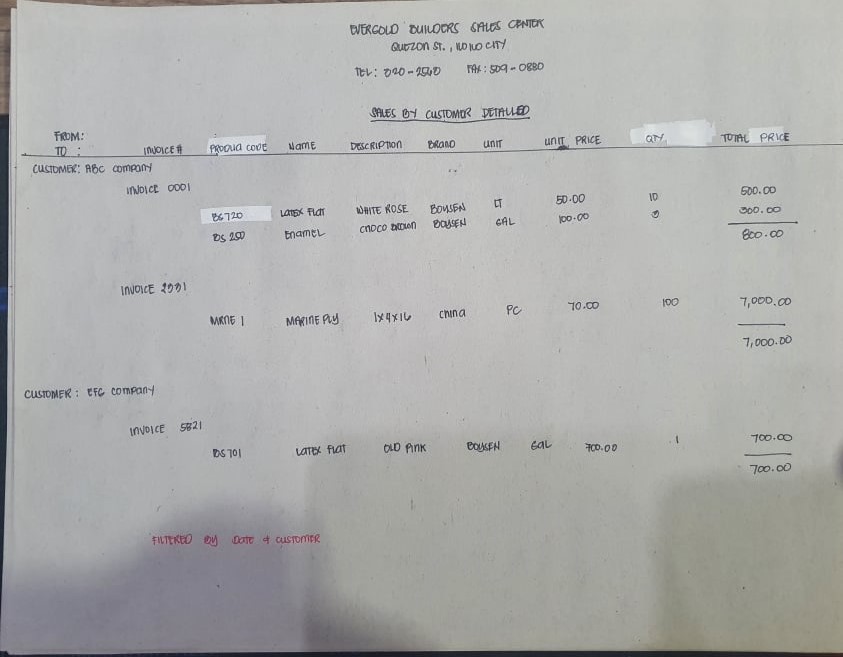 EVERGOLD BUILDERS SALES CENTER
QUEZON ST., ILOILO CITY
TEL: 320-2560 FAX: 509-0880
SALES BY CUSTOMER DETAILED
FROM:
TO : INVOICE# PRODUCT CODE NAME DESCRIPTION BRAND UNIT UNIT PRICE QTY TOTAL PRICE
CUSTOMER: ABC company
INVOICE 0001
BS720 LATEX FLAT WHITE ROSE BOYSEN LT 50.00 10 500.00
BS 250 ENAMEL CHOCO BROWN BOYSEN GAL 100.00 3 300.00
800.00
INVOICE
MRNE 1 MARINE PLY 1x4x16 china PC 70.00 100 7,000.00
7,000.00
CUSTOMER: EFG company
INVOICE 5321
BS701 LATEX FLAT OLD PINK BOYSEN GAL 700.00 1 700.00
700.00
FILTERED BY DATE & CUSTOMER